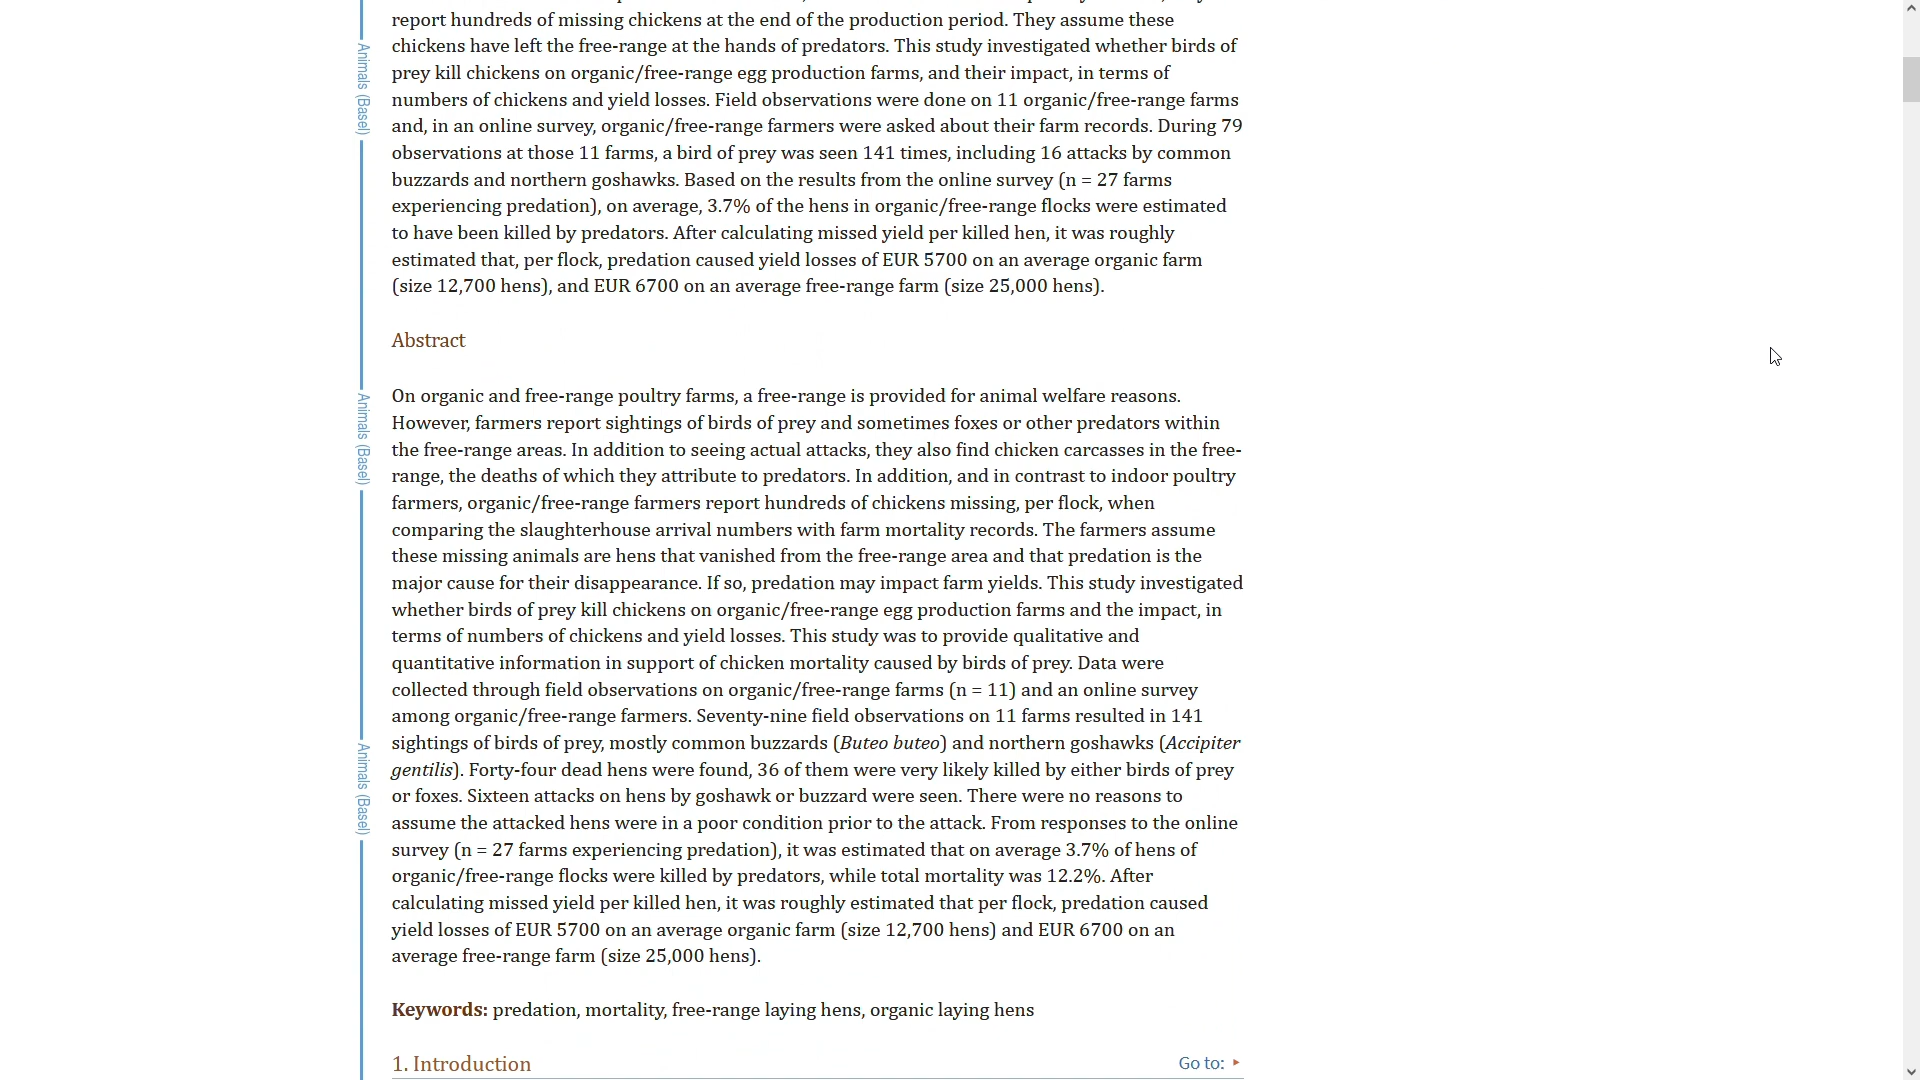 report hundreds of missing chickens at the end of the production period. They assume these
chickens have left the free-range at the hands of predators. This study investigated whether birds of
prey kill chickens on organic/free-range egg production farms, and their impact, in terms of
numbers of chickens and yield losses. Field observations were done on 11 organic/free-range farms
and, in an online survey, organic/free-range farmers were asked about their farm records. During 79
observations at those 11 farms, a bird of prey was seen 141 times, including 16 attacks by common
buzzards and northern goshawks. Based on the results from the online survey (n = 27 farms
experiencing predation), on average, 3.7% of the hens in organic/free-range flocks were estimated
to have been killed by predators. After calculating missed yield per killed hen, it was roughly
estimated that, per flock, predation caused yield losses of EUR 5700 on an average organic farm
(size 12,700 hens), and EUR 6700 on an average free-range farm (size 25,000 hens).
Abstract
On organic and free-range poultry farms, a free-range is provided for animal welfare reasons.
However, farmers report sightings of birds of prey and sometimes foxes or other predators within
the free-range areas. In addition to seeing actual attacks, they also find chicken carcasses in the free-
range, the deaths of which they attribute to predators. In addition, and in contrast to indoor poultry
farmers, organic/free-range farmers report hundreds of chickens missing, per flock, when
comparing the slaughterhouse arrival numbers with farm mortality records. The farmers assume
these missing animals are hens that vanished from the free-range area and that predation is the
major cause for their disappearance. If so, predation may impact farm yields. This study investigated
whether birds of prey kill chickens on organic/free-range egg production farms and the impact, in
terms of numbers of chickens and yield losses. This study was to provide qualitative and
quantitative information in support of chicken mortality caused by birds of prey. Data were
collected through field observations on organic/free-range farms (n = 11) and an online survey
among organic/free-range farmers. Seventy-nine field observations on 11 farms resulted in 141
sightings of birds of prey, mostly common buzzards (Buteo buteo) and northern goshawks (Accipiter
gentilis). Forty-four dead hens were found, 36 of them were very likely killed by either birds of prey
or foxes. Sixteen attacks on hens by goshawk or buzzard were seen. There were no reasons to
assume the attacked hens were in a poor condition prior to the attack. From responses to the online
survey (n = 27 farms experiencing predation), it was estimated that on average 3.7% of hens of
organic/free-range flocks were killed by predators, while total mortality was 12.2%. After
calculating missed yield per killed hen, it was roughly estimated that per flock, predation caused
yield losses of EUR 5700 on an average organic farm (size 12,700 hens) and EUR 6700 on an
average free-range farm (size 25,000 hens).
Keywords: predation, mortality, free-range laying hens, organic laying hens
1. Introduction
Go to:
Animals (Basel)
Animals (Basel)
Animals (Basel)